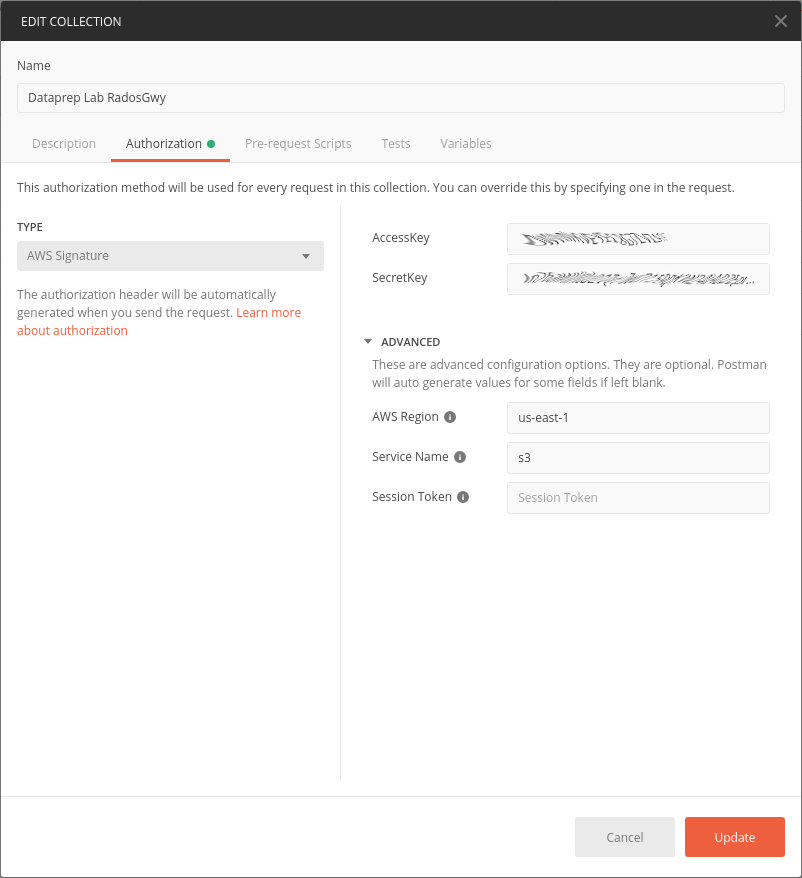 EDIT COLLECTION
Name
Dataprep Lab RadosGwy
Description Authorization Pre-request Scripts Tests Variables
This authorization method will be used for every request in this collection. You can override this by specifying one in the request.
TYPE
AWS Signature
The authorization header will be automatically
generated when you send the request. Learn more
about authorization
AccessKey
SecretKey
ADVANCED
These are advanced configuration options. They are optional. Postman
will auto generate values for some fields if left blank.
AWS Region us-east-1
Service Name s3
Session Token Session Token
Cancel Update